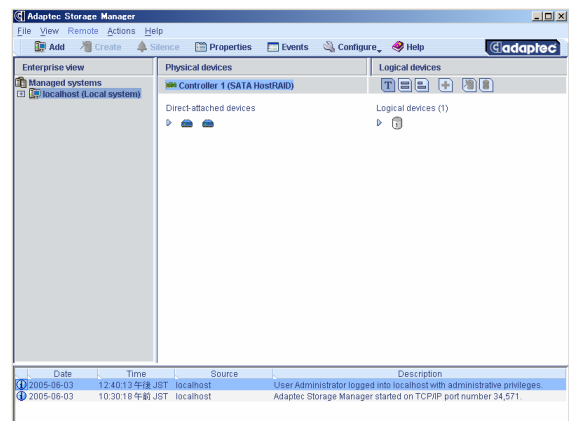 Adaptec Storage Manager
File View Remote Actions Help
Add Create Silence Properties Events Configure Help adaptec
Enterprise view
Physical devices
Logical devices
Managed systems
localhost (Local system)
Controller 1 (SATA HostRAID)
T
Direct-attached devices
Logical devices (1)
Date Time Source Description
2005-06-03 12:40:13 午後 JST localhost User Administrator logged into localhost with administrative privileges.
2005-06-03 10:30:18 午前 JST localhost Adaptec Storage Manager started on TCP/IP port number 34,571.